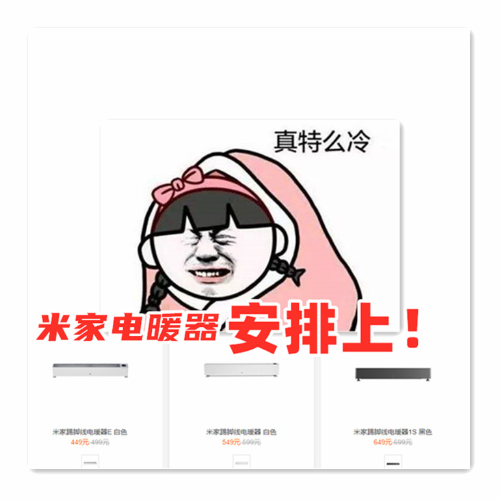 真特么冷
米家电暖器 安排上！
米家踢脚线电暖器E 白色
449元 499元
米家踢脚线电暖器 白色
549元 599元
米家踢脚线电暖器1S 黑色
649元 699元